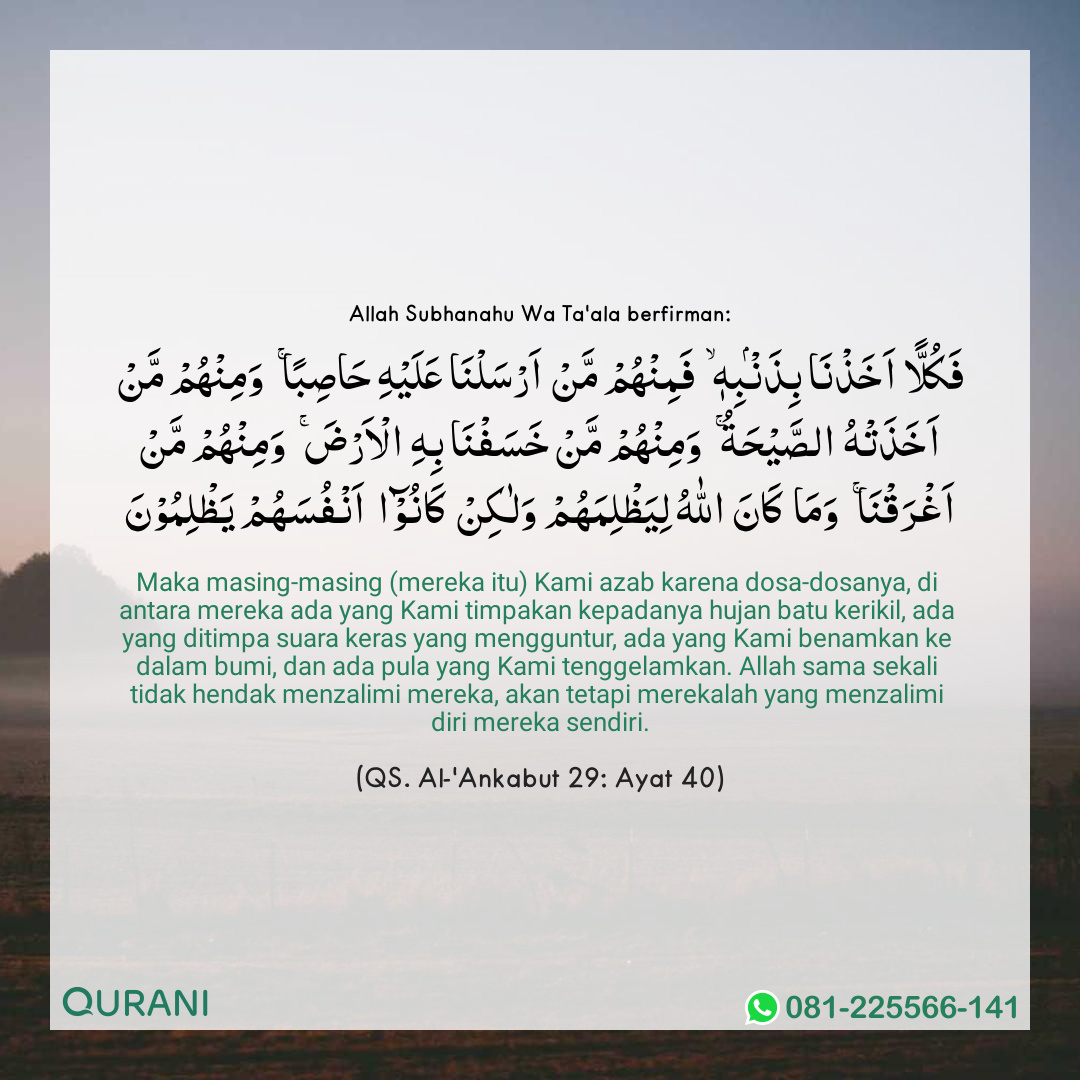 Allah Subhanahu Wa Ta'ala berfirman:
فَكُلًّا اَخَذْنَا بِذَنْۢبِهٖۙ فَمِنْهُمْ مَّنْ اَرْسَلْنَا عَلَيْهِ حَاصِبًاۚ وَمِنْهُمْ مَّنْ
اَخَذَتْهُ الصَّيْحَةُۚ وَمِنْهُمْ مَّنْ خَسَفْنَا بِهِ الْاَرْضَۚ وَمِنْهُمْ مَّنْ
اَغْرَقْنَاۚ وَمَا كَانَ اللّٰهُ لِيَظْلِمَهُمْ وَلٰكِنْ كَانُوْٓا اَنْفُسَهُمْ يَظْلِمُوْنَ
Maka masing-masing (mereka itu) Kami azab karena dosa-dosanya, di
antara mereka ada yang Kami timpakan kepadanya hujan batu kerikil, ada
yang ditimpa suara keras yang mengguntur, ada yang Kami benamkan ke
dalam bumi, dan ada pula yang Kami tenggelamkan. Allah sama sekali
tidak hendak menzalimi mereka, akan tetapi merekalah yang menzalimi
diri mereka sendiri.
(QS. Al-'Ankabut 29: Ayat 40)
QURANI
081-225566-141